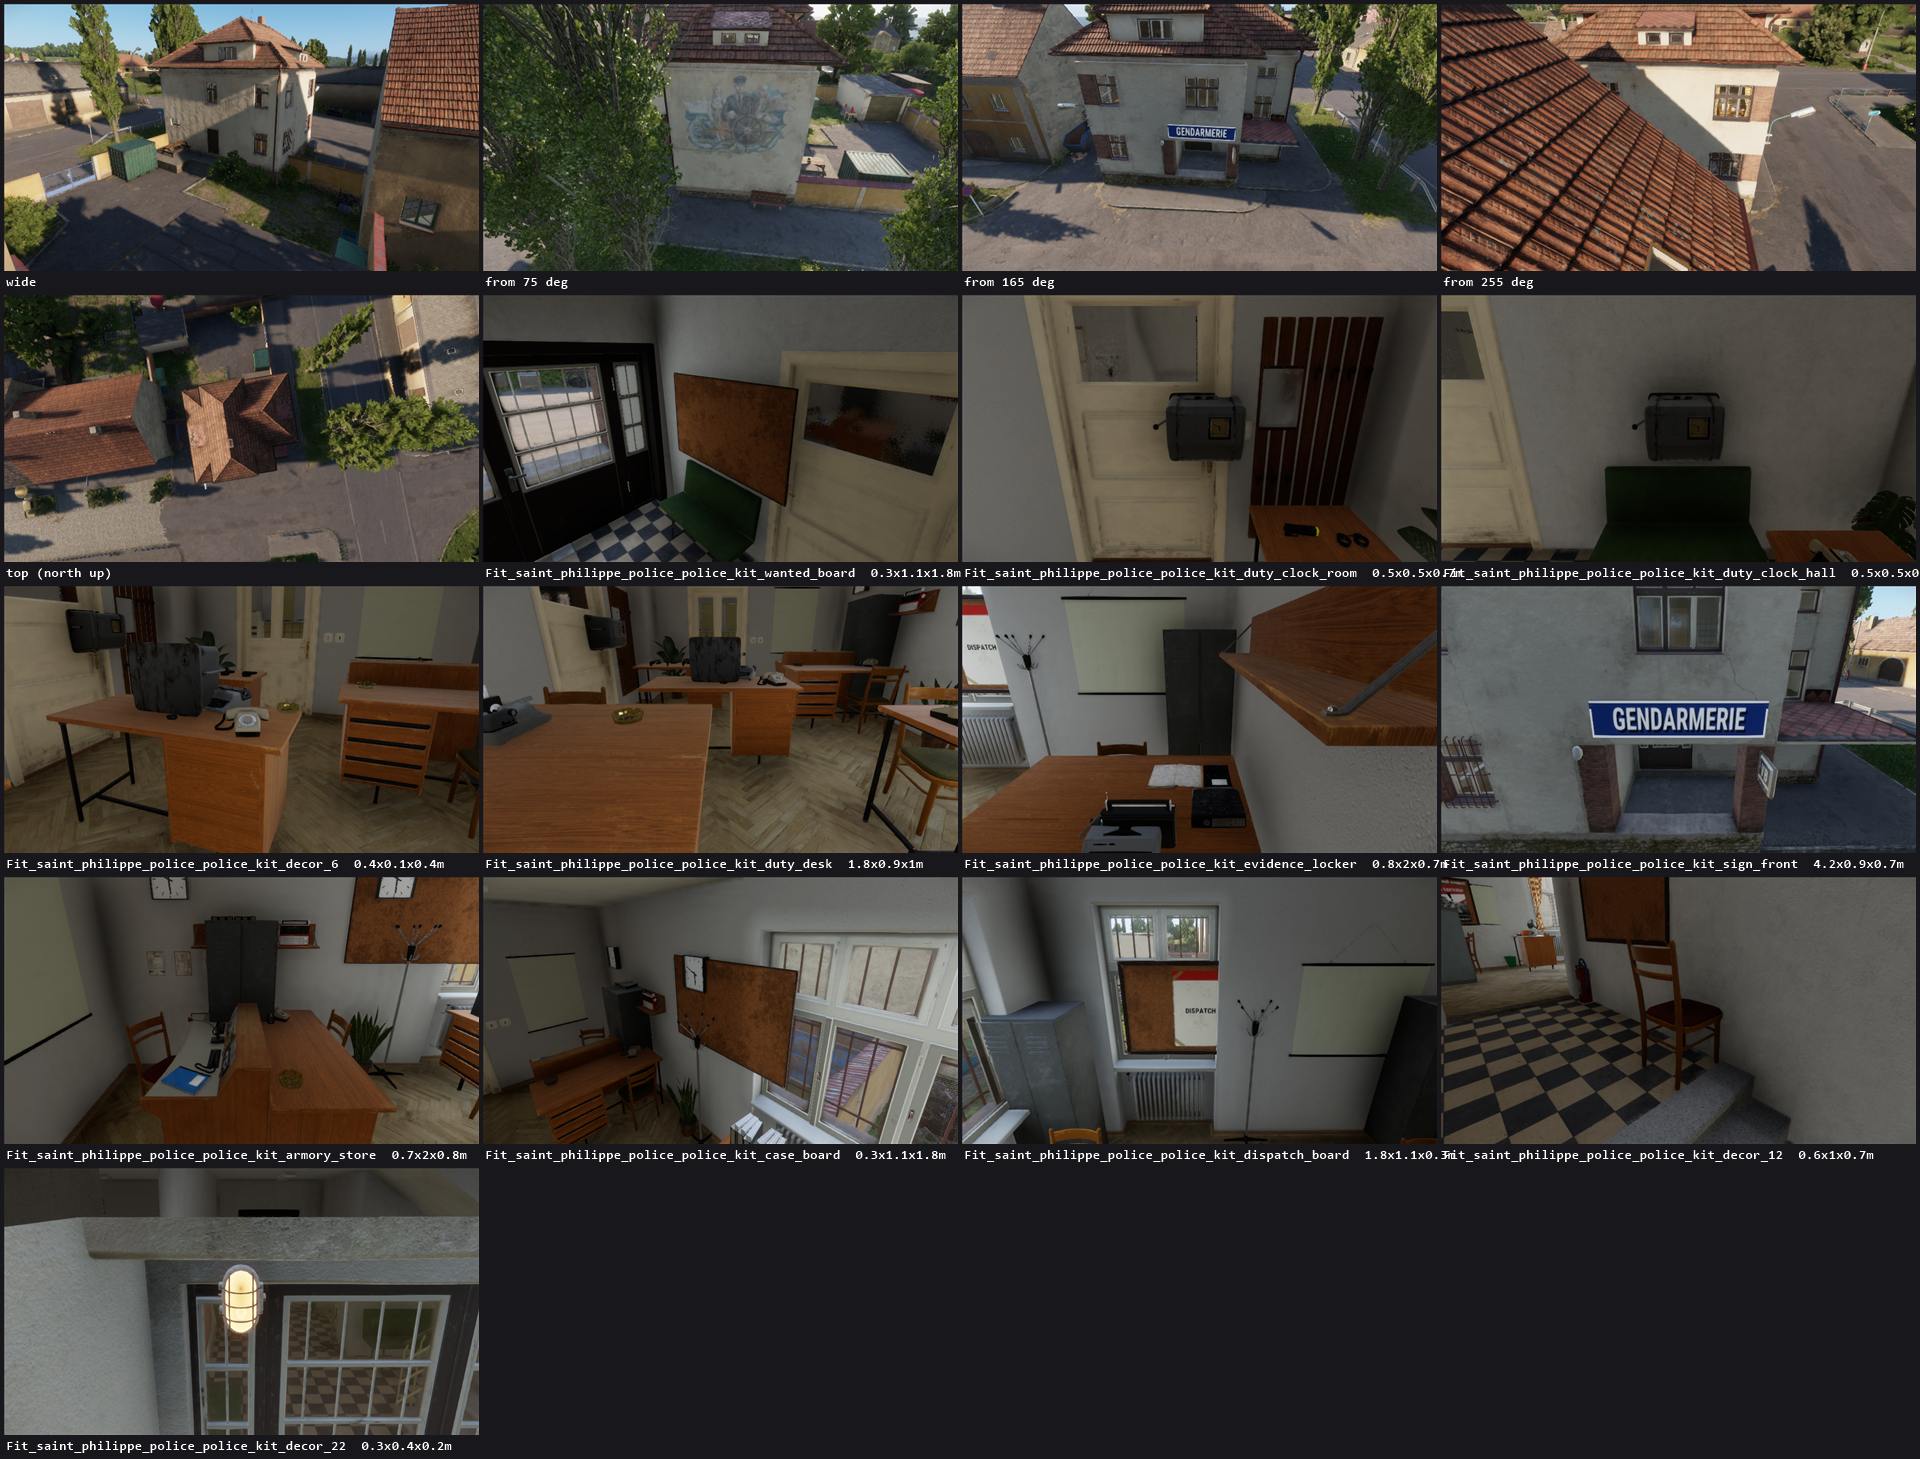 GENDARMERIE
wide
from 75 deg
from 165 deg
from 255 deg
top (north up)
Fit_saint_philippe_police_police_kit_wanted_board 0.3x1.1x1.8m
Fit_saint_philippe_police_police_kit_duty_clock_room 0.5x0.5x0.
Fit_saint_philippe_police_police_kit_duty_clock_hall 0.5x0.5x0
DISPATCH
GENDARMERIE
Fit_saint_philippe_police_police_kit_decor_6 0.4x0.1x0.4m
Fit_saint_philippe_police_police_kit_duty_desk 1.8x0.9x1m
Fit_saint_philippe_police_police_kit_evidence_locker 0.8x2x0.7m
Fit_saint_philippe_police_police_kit_sign_front 4.2x0.9x0.7m
DISPATCH
Fit_saint_philippe_police_police_kit_armory_store 0.7x2x0.8m
Fit_saint_philippe_police_police_kit_case_board 0.3x1.1x1.8m
Fit_saint_philippe_police_police_kit_dispatch_board 1.8x1.1x0.3m
Fit_saint_philippe_police_police_kit_decor_12 0.6x1x0.7m
Fit_saint_philippe_police_police_kit_decor_22 0.3x0.4x0.2m